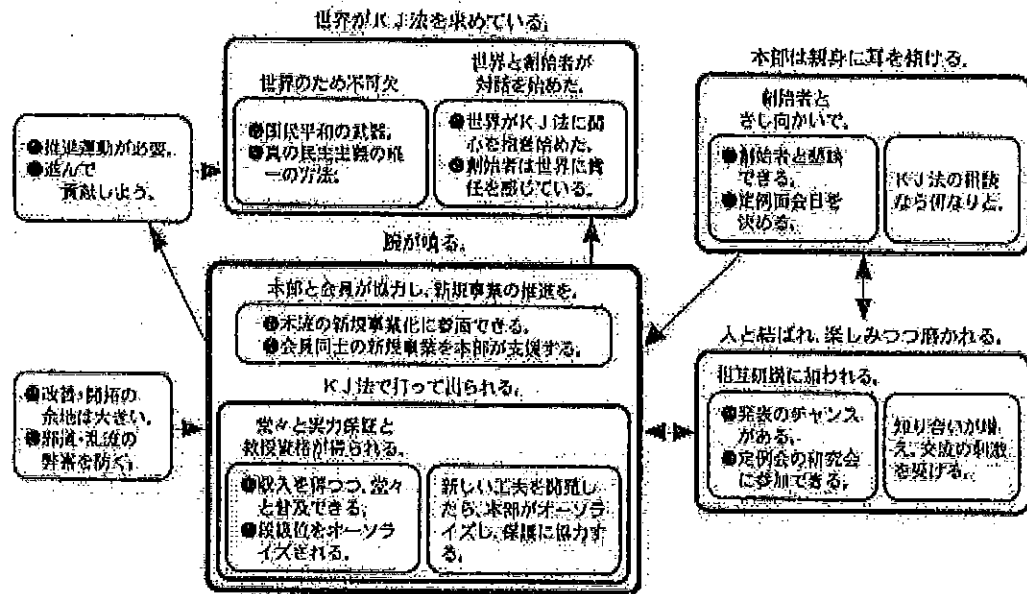 世界がKJ法を求めている。
世界のため不可欠
国民平和の武器。
真の民主主義の唯
一の方法。
世界と創始者が
対話を始めた。
世界がKJ法に関
心を抱き始めた。
創始者は世界に責
任を感じている。
推進運動が必要。
進んで
貢献しよう。
本部は親身に耳を傾ける。
創始者と
さし向かいで。
創始者と懇談
できる。
定例面会日を
決める。
KJ法の相談
なら何なりと。
腕が鳴る。
本部と会員が協力し、新規事業の推進を。
本流の新規事業化に参画できる。
会員同士の新規事業を本部が支援する。
KJ法で打って出られる。
堂々と実力保証と
教授資格が得られる。
収入を得つつ、堂々
と普及できる。
段級位をオーソラ
イズされる。
新しい工夫を開発し
たら、本部がオーソラ
イズし、保護に協力す
る。
改善・開拓の
余地は大きい。
邪道・乱流の
弊害を防ぐ。
人と結ばれ、楽しみつつ磨かれる。
相互研鑚に加われる。
発表のチャンス
がある。
定例会の研究会
に参加できる。
知り合いが増
え、交流の刺激
を受ける。